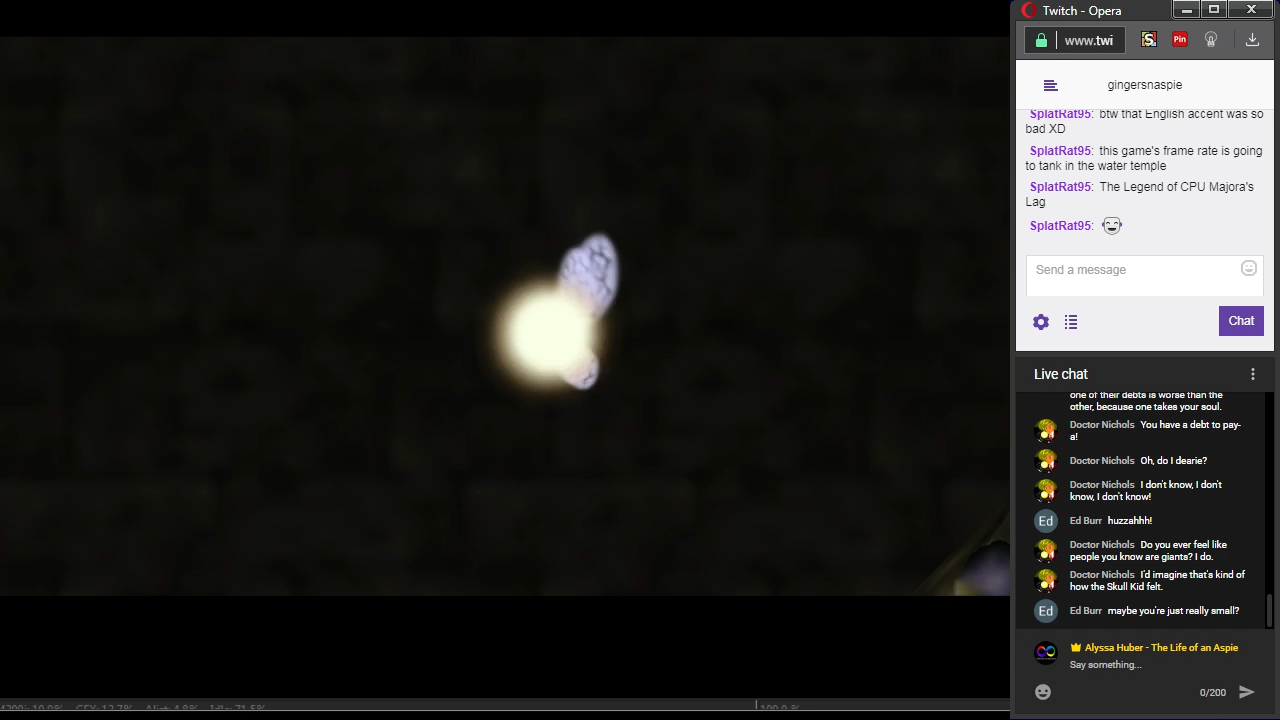 Twitch - Opera
www.twi
Pin
gingersnaspie
SplatRat95: btw that English accent was so
bad XD
SplatRat95: this game's frame rate is going
to tank in the water temple
SplatRat95: The Legend of CPU Majora's
Lag
SplatRat95:
Send a message
Chat
Live chat
one of their debts is worse than the
other, because one takes your soul.
Doctor Nichols You have a debt to pay-
a!
Doctor Nichols Oh, do I dearie?
Doctor Nichols I don't know, I don't
know, I don't know!
Ed Ed Burr huzzahhh!
Doctor Nichols Do you ever feel like
people you know are giants? I do.
Doctor Nichols I'd imagine that's kind of
how the Skull Kid felt.
Ed Ed Burr maybe you're just really small?
Alyssa Huber - The Life of an Aspie
Say something...
0/200